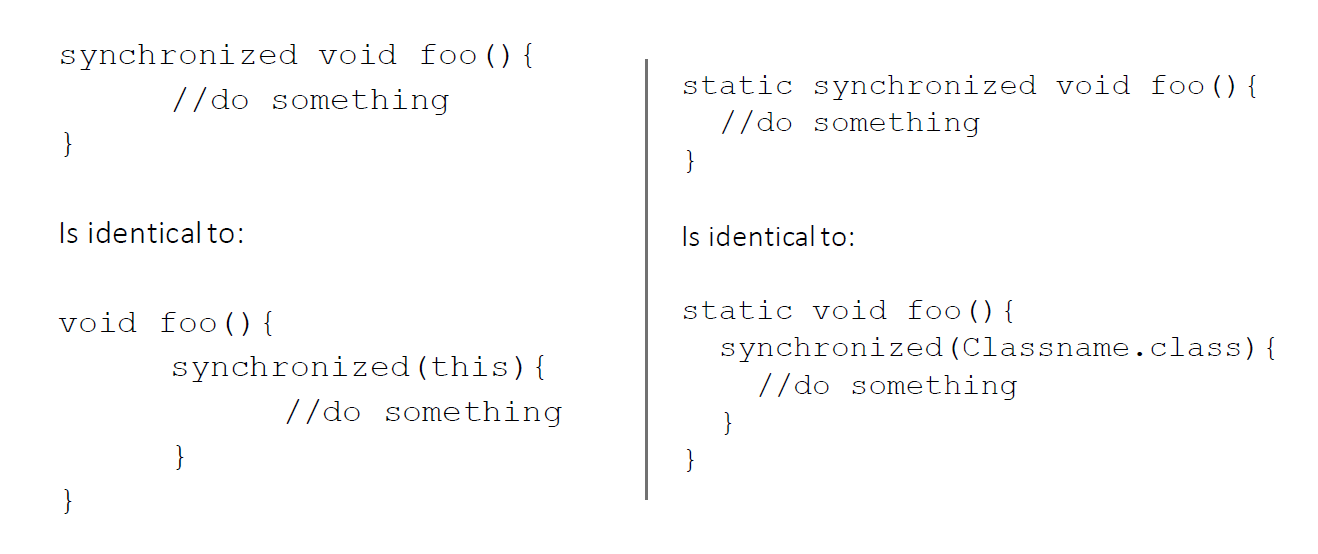 synchronized void foo(){
//do something
}
Is identical to:
void foo(){
synchronized(this){
//do something
}
}
static synchronized void foo(){
//do something
}
Is identical to:
static void foo(){
synchronized(Classname.class){
//do something
}
}